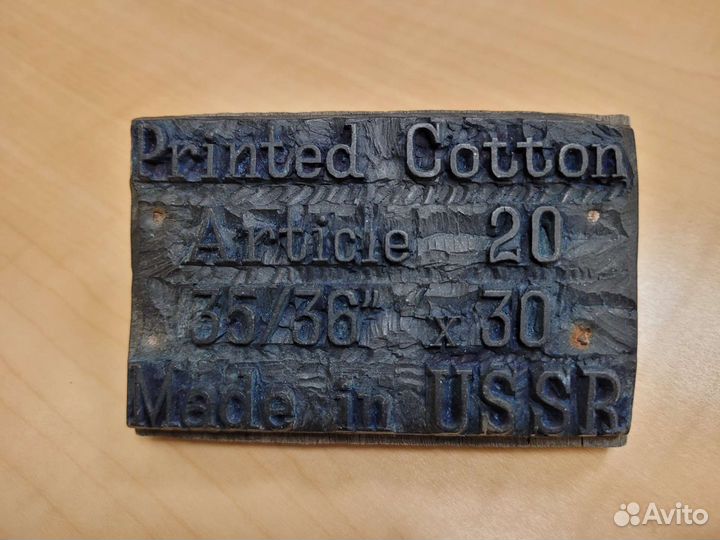 Printed Cotton
Article 20
35/36" x 30
Made in USSR
Avito